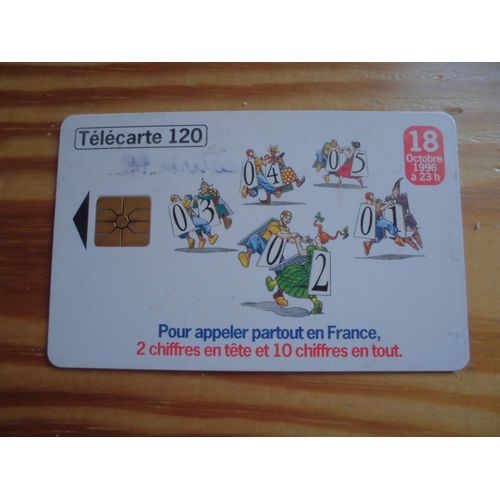 Télécarte 120
18
Octobre
1996
à 23 h
04
05
03
01
02
Pour appeler partout en France,
2 chiffres en tête et 10 chiffres en tout.